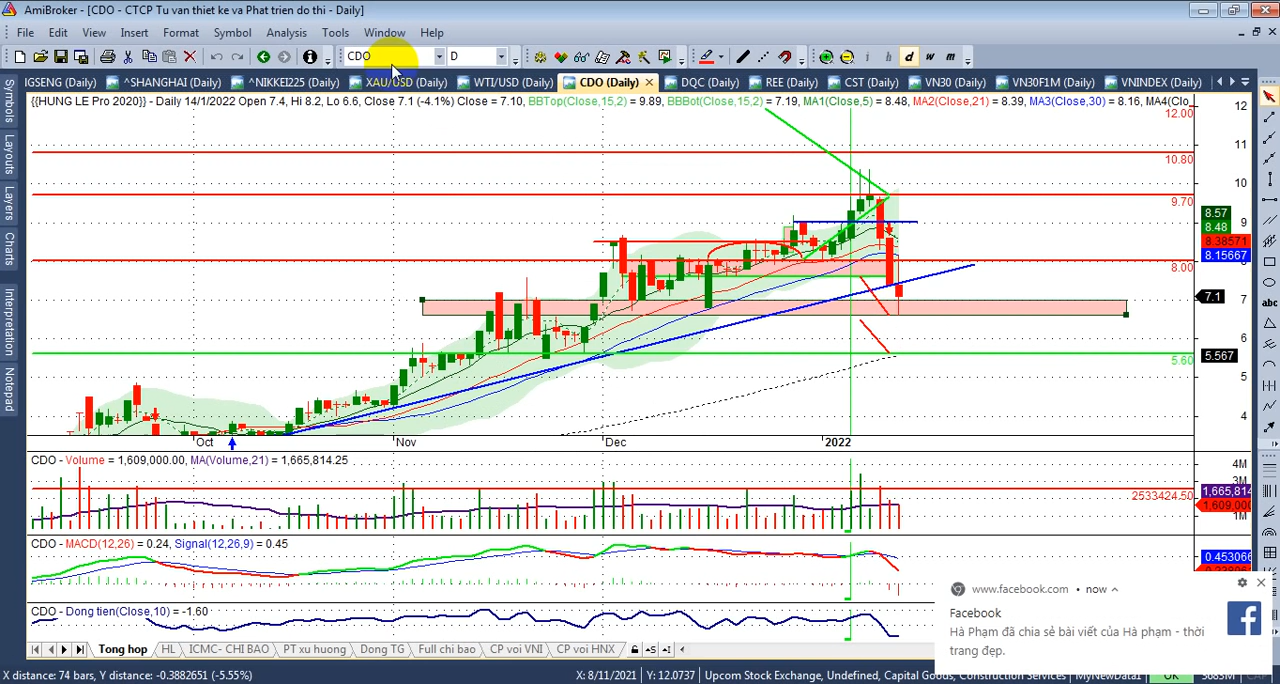 AmiBroker - [CDO - CTCP Tu van thiet ke va Phat trien do thi - Daily]
File Edit View Insert Format Symbol Analysis Tools Window Help
CDO D
d w m
IGSENG (Daily) ^SHANGHAI (Daily) ^NIKKEI225 (Daily) XAU/USD (Daily) WTI/USD (Daily) CDO (Daily) DQC (Daily) REE (Daily) CST (Daily) VN30 (Daily) VN30F1M (Daily) VNINDEX (Daily)
{{HUNG LE Pro 2020}} - Daily 14/1/2022 Open 7.4, Hi 8.2, Lo 6.6, Close 7.1 (-4.1%) Close = 7.10, BBTop(Close,15,2) = 9.89, BBBot(Close,15,2) = 7.19, MA1(Close,5) = 8.48, MA2(Close,21) = 8.39, MA3(Close,30) = 8.16, MA4(Clo
Symbols
Layouts
Layers
Charts
Interpretation
Notepad
12
12.00
11
10.80
10
9.70
9
8.57
8.48
8.38571
8.15667
8.00
7
7.1
6
5.567
5.60
5
4
abc
Oct Nov Dec 2022
CDO - Volume = 1,609,000.00, MA(Volume,21) = 1,665,814.25
4M
3M
1,665,814
2533424.50
1,609,000
1M
CDO - MACD(12,26) = 0.24, Signal(12,26,9) = 0.45
0.453066
CDO - Dong tien(Close,10) = -1.60
www.facebook.com • now
Facebook
Hà Phạm đã chia sẻ bài viết của Hà phạm - thời
trang đẹp.
Tong hop HL ICMC- CHI BAO PT xu huong Dong TG Full chi bao CP voi VNI CP voi HNX
X distance: 74 bars, Y distance: -0.3882651 (-5.55%) X: 8/11/2021 Y: 12.0737 Upcom Stock Exchange, Undefined, Capital Goods, Construction Services MyNewData1 OK